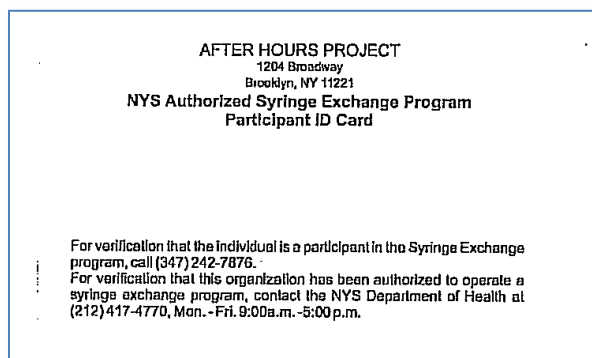 AFTER HOURS PROJECT
1204 Broadway
Brooklyn, NY 11221
NYS Authorized Syringe Exchange Program
Participant ID Card
For verification that the individual is a participant in the Syringe Exchange
program, call (347) 242-7876.
For verification that this organization has been authorized to operate a
syringe exchange program, contact the NYS Department of Health at
(212) 417-4770, Mon. - Fri. 9:00a.m. -5:00 p.m.